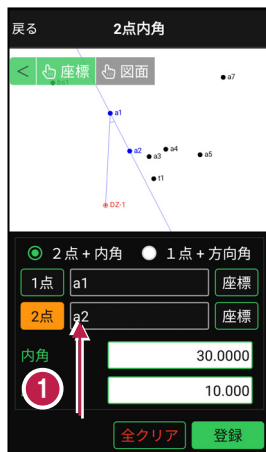 戻る 2点内角
< 座標 図面
a7
a1
a2 a3 a4 a5
t1
DZ-1
2点+内角 1点+方向角
1点 a1 座標
2点 a2 座標
内角 30.0000
1 10.000
全クリア 登録